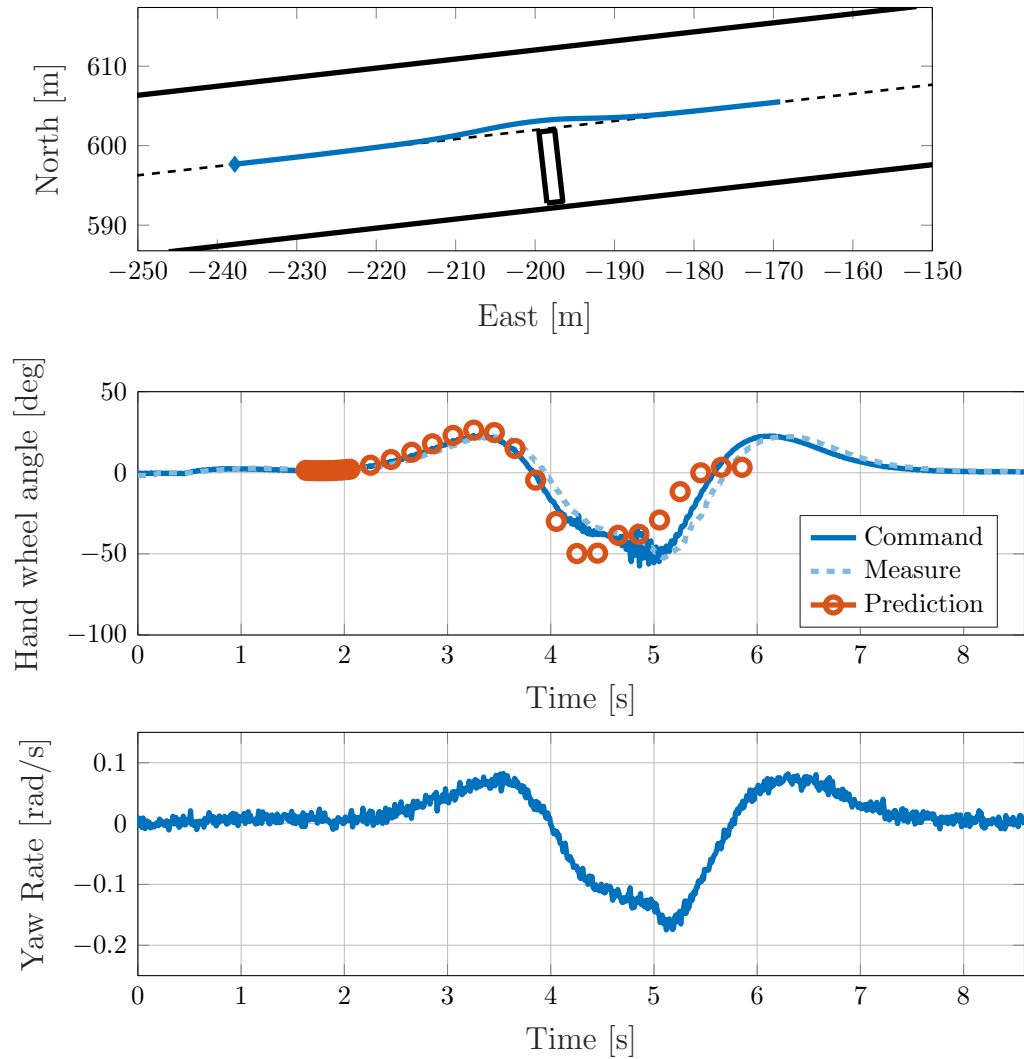 North [m]
610
600
590
−250 −240 −230 −220 −210 −200 −190 −180 −170 −160 −150
East [m]
Hand wheel angle [deg]
50
0
−50
−100
Command
Measure
Prediction
0 1 2 3 4 5 6 7 8
Time [s]
Yaw Rate [rad/s]
0.1
0
−0.1
−0.2
0 1 2 3 4 5 6 7 8
Time [s]